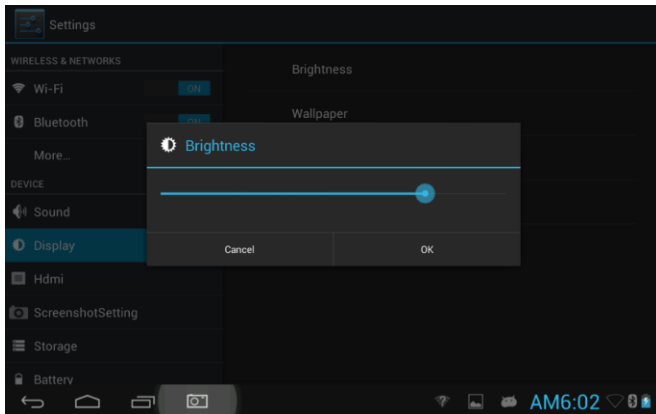 Settings
WIRELESS & NETWORKS
Wi-Fi ON
Bluetooth ON
More...
DEVICE
Sound
Display
Hdmi
ScreenshotSetting
Storage
Battery
Brightness
Wallpaper
Brightness
Cancel OK
AM6:02